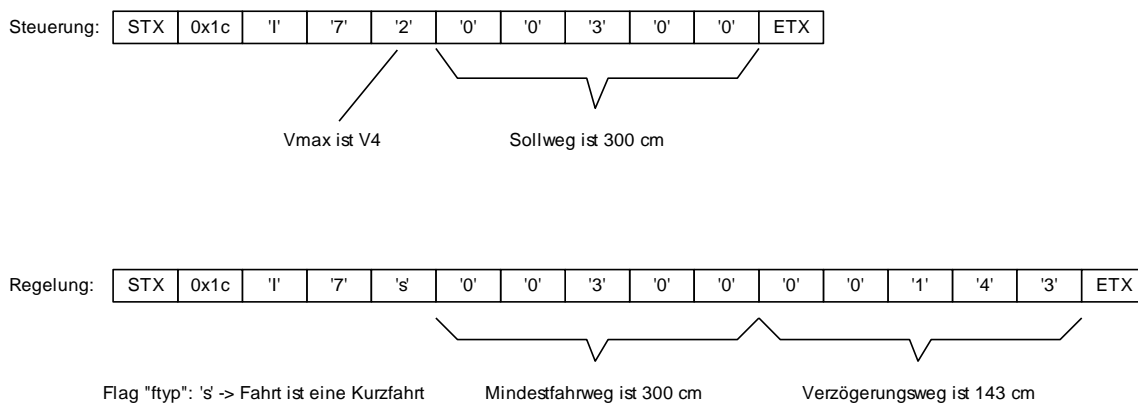 Steuerung: STX 0x1c 'I' '7' '2' '0' '0' '3' '0' '0' ETX
Vmax ist V4 Sollweg ist 300 cm
Regelung: STX 0x1c 'I' '7' 's' '0' '0' '3' '0' '0' '0' '0' '1' '4' '3' ETX
Flag "ftyp": 's' -> Fahrt ist eine Kurzfahrt Mindestfahrweg ist 300 cm Verzögerungsweg ist 143 cm